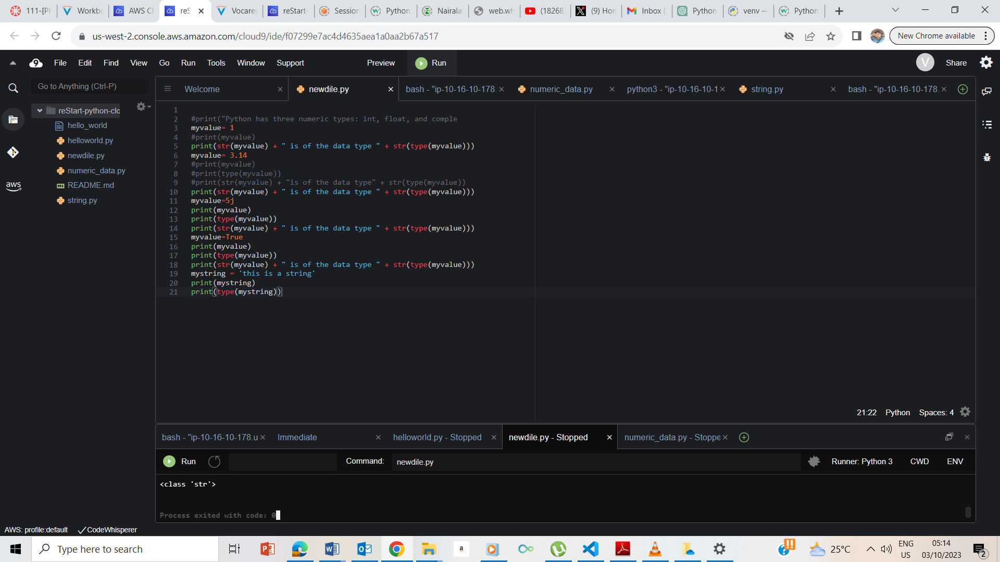 111-[PF
Workbe
AWS Cl
reS
Vocareu
reStart-
Session
Python
Nairalan
web.wh
(18268)
(9) Hon
Inbox (
Python
venv —
Python
us-west-2.console.aws.amazon.com/cloud9/ide/f07299e7ac4d4635aea1a0aa2b67a517
New Chrome available
File Edit Find View Go Run Tools Window Support Preview Run
V Share
Go to Anything (Ctrl-P)
Welcome
newdile.py
bash - "ip-10-16-10-178.
numeric_data.py
python3 - "ip-10-16-10-1
string.py
bash - "ip-10-16-10-178.
reStart-python-clo
hello_world
helloworld.py
newdile.py
numeric_data.py
README.md
string.py
aws
1
2 #print("Python has three numeric types: int, float, and comple
3 myvalue= 1
4 #print(myvalue)
5 print(str(myvalue) + " is of the data type " + str(type(myvalue)))
6 myvalue= 3.14
7 #print(myvalue)
8 #print(type(myvalue))
9 #print(str(myvalue) + "is of the data type" + str(type(myvalue))
10 print(str(myvalue) + " is of the data type " + str(type(myvalue)))
11 myvalue=5j
12 print(myvalue)
13 print(type(myvalue))
14 print(str(myvalue) + " is of the data type " + str(type(myvalue)))
15 myvalue=True
16 print(myvalue)
17 print(type(myvalue))
18 print(str(myvalue) + " is of the data type " + str(type(myvalue)))
19 mystring = 'this is a string'
20 print(mystring)
21 print(type(mystring))
21:22 Python Spaces: 4
bash - "ip-10-16-10-178.u
Immediate
helloworld.py - Stopped
newdile.py - Stopped
numeric_data.py - Stoppe
Run Command: newdile.py Runner: Python 3 CWD ENV
<class 'str'>
Process exited with code: 0
AWS: profile:default CodeWhisperer
Type here to search
a
25°C
ENG
US
05:14
03/10/2023
2